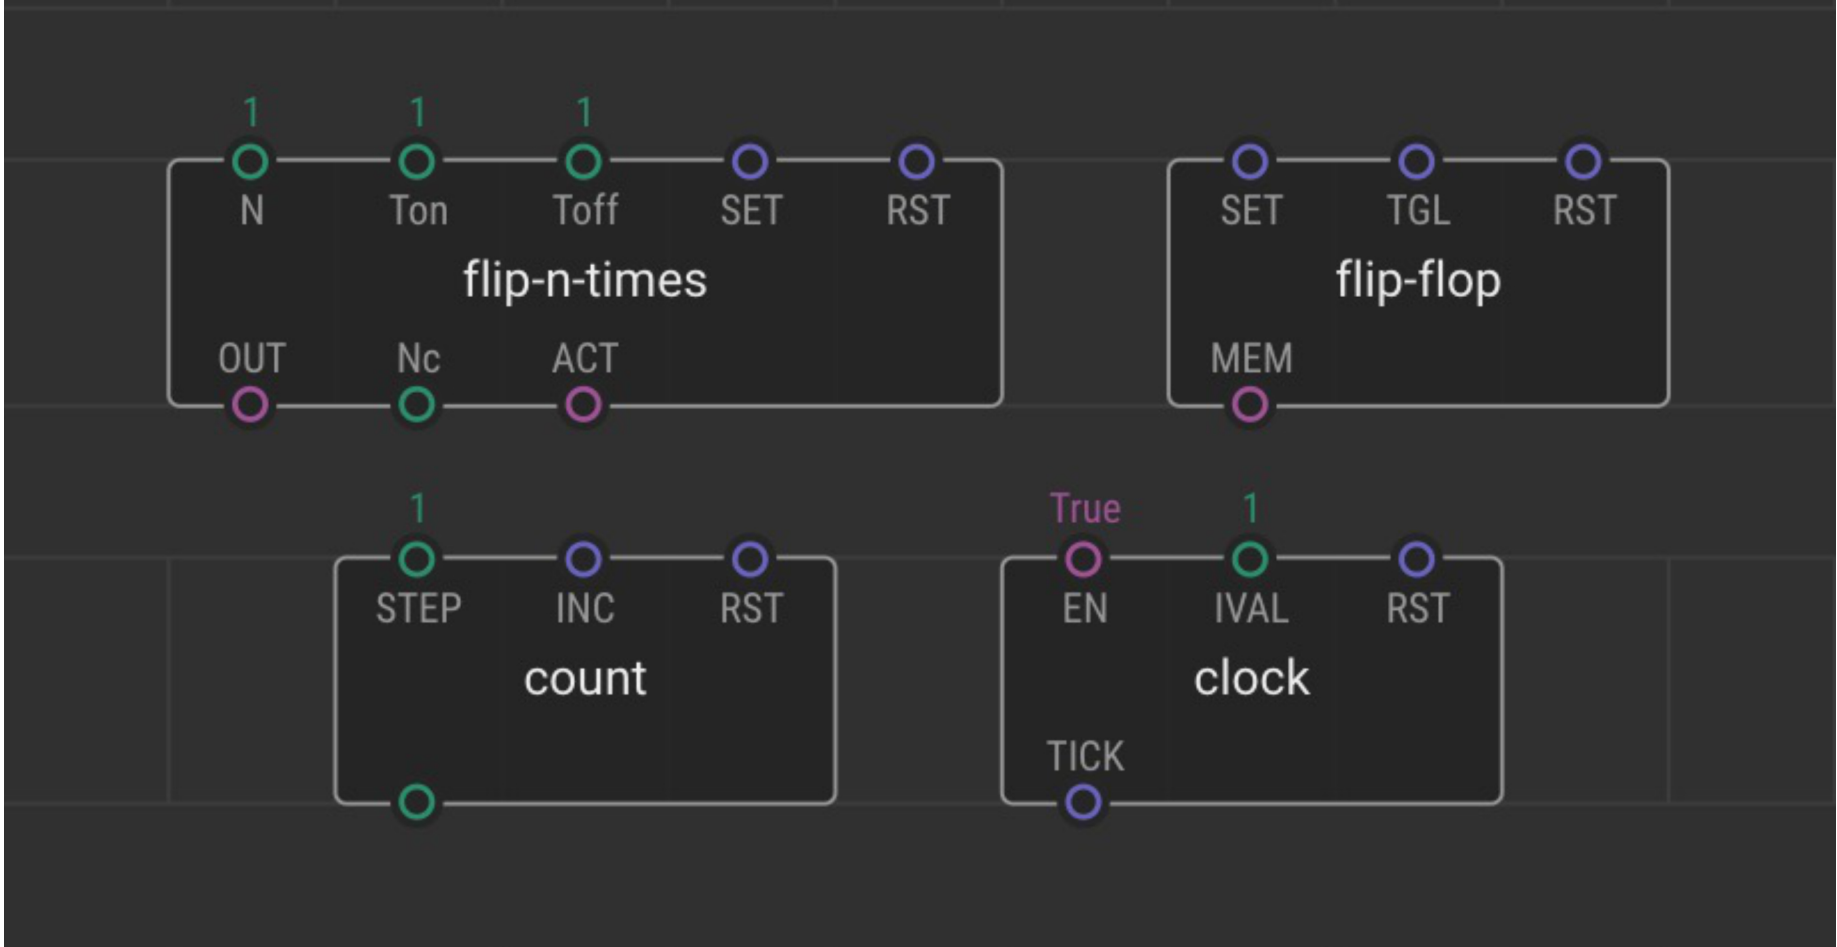 1 1 1
N Ton Toff SET RST SET TGL RST
flip-n-times flip-flop
OUT Nc ACT MEM
1 True 1
STEP INC RST EN IVAL RST
count clock
TICK